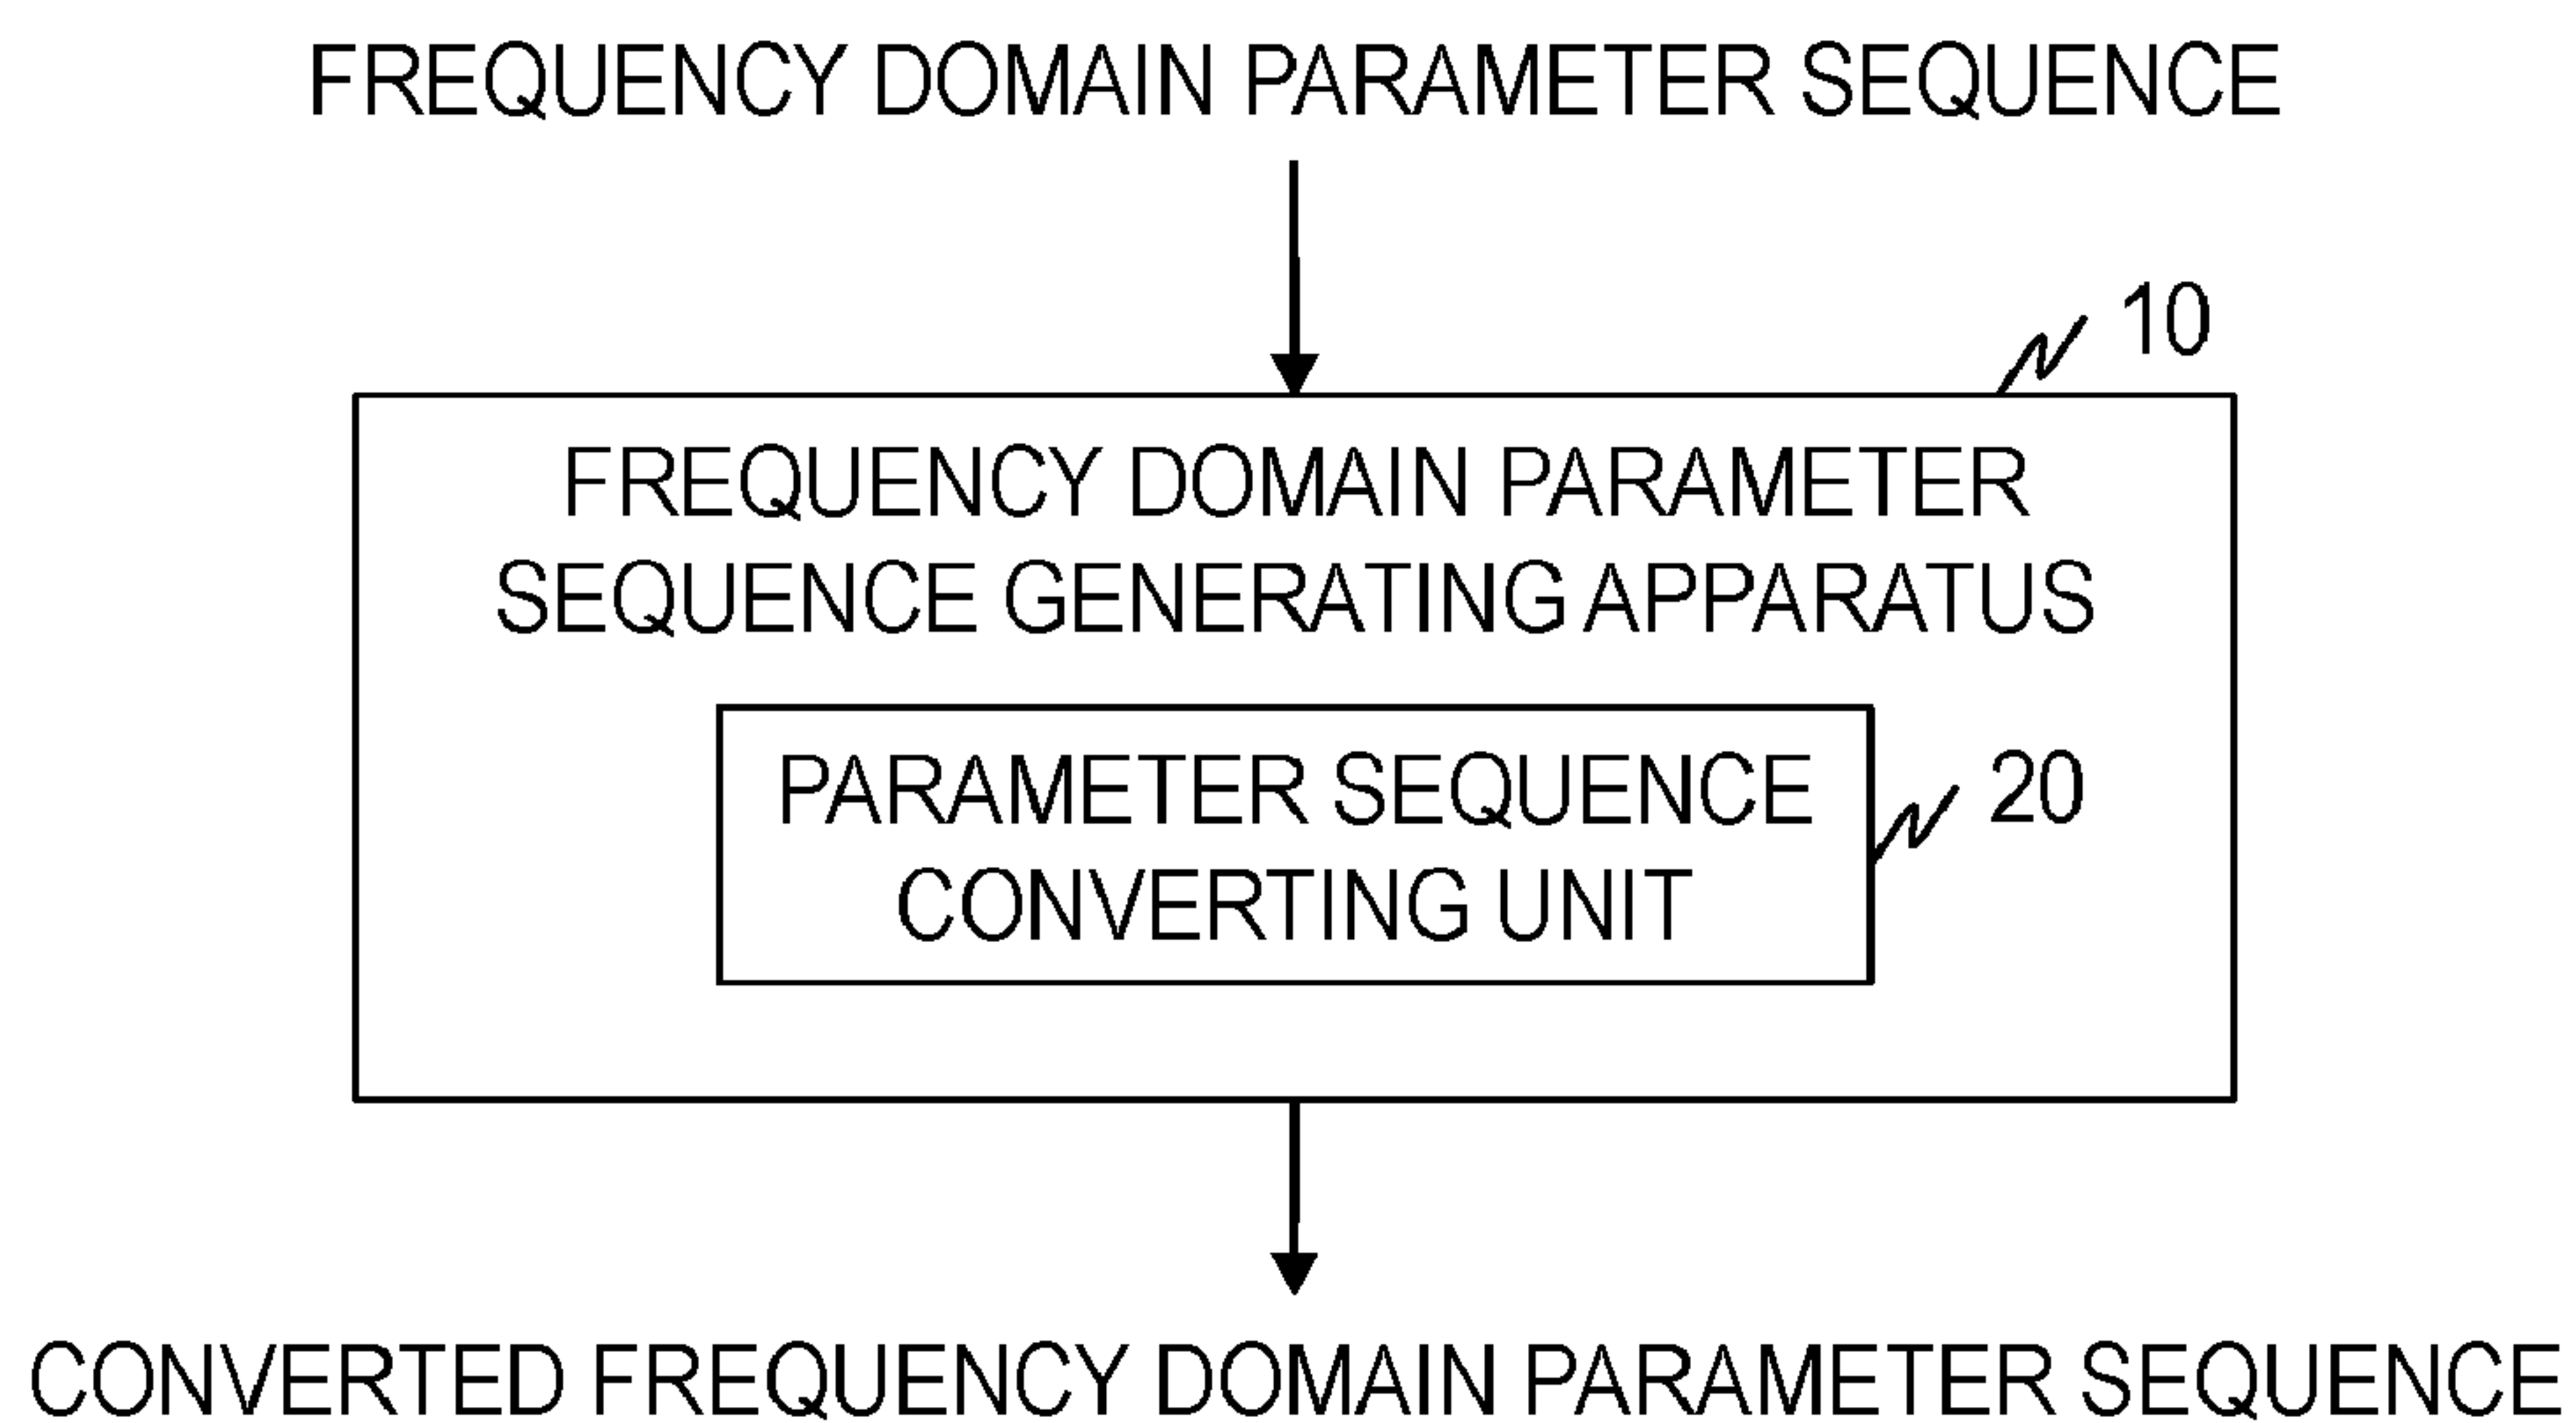 FREQUENCY DOMAIN PARAMETER SEQUENCE
10
FREQUENCY DOMAIN PARAMETER
SEQUENCE GENERATING APPARATUS
PARAMETER SEQUENCE
CONVERTING UNIT
20
CONVERTED FREQUENCY DOMAIN PARAMETER SEQUENCE